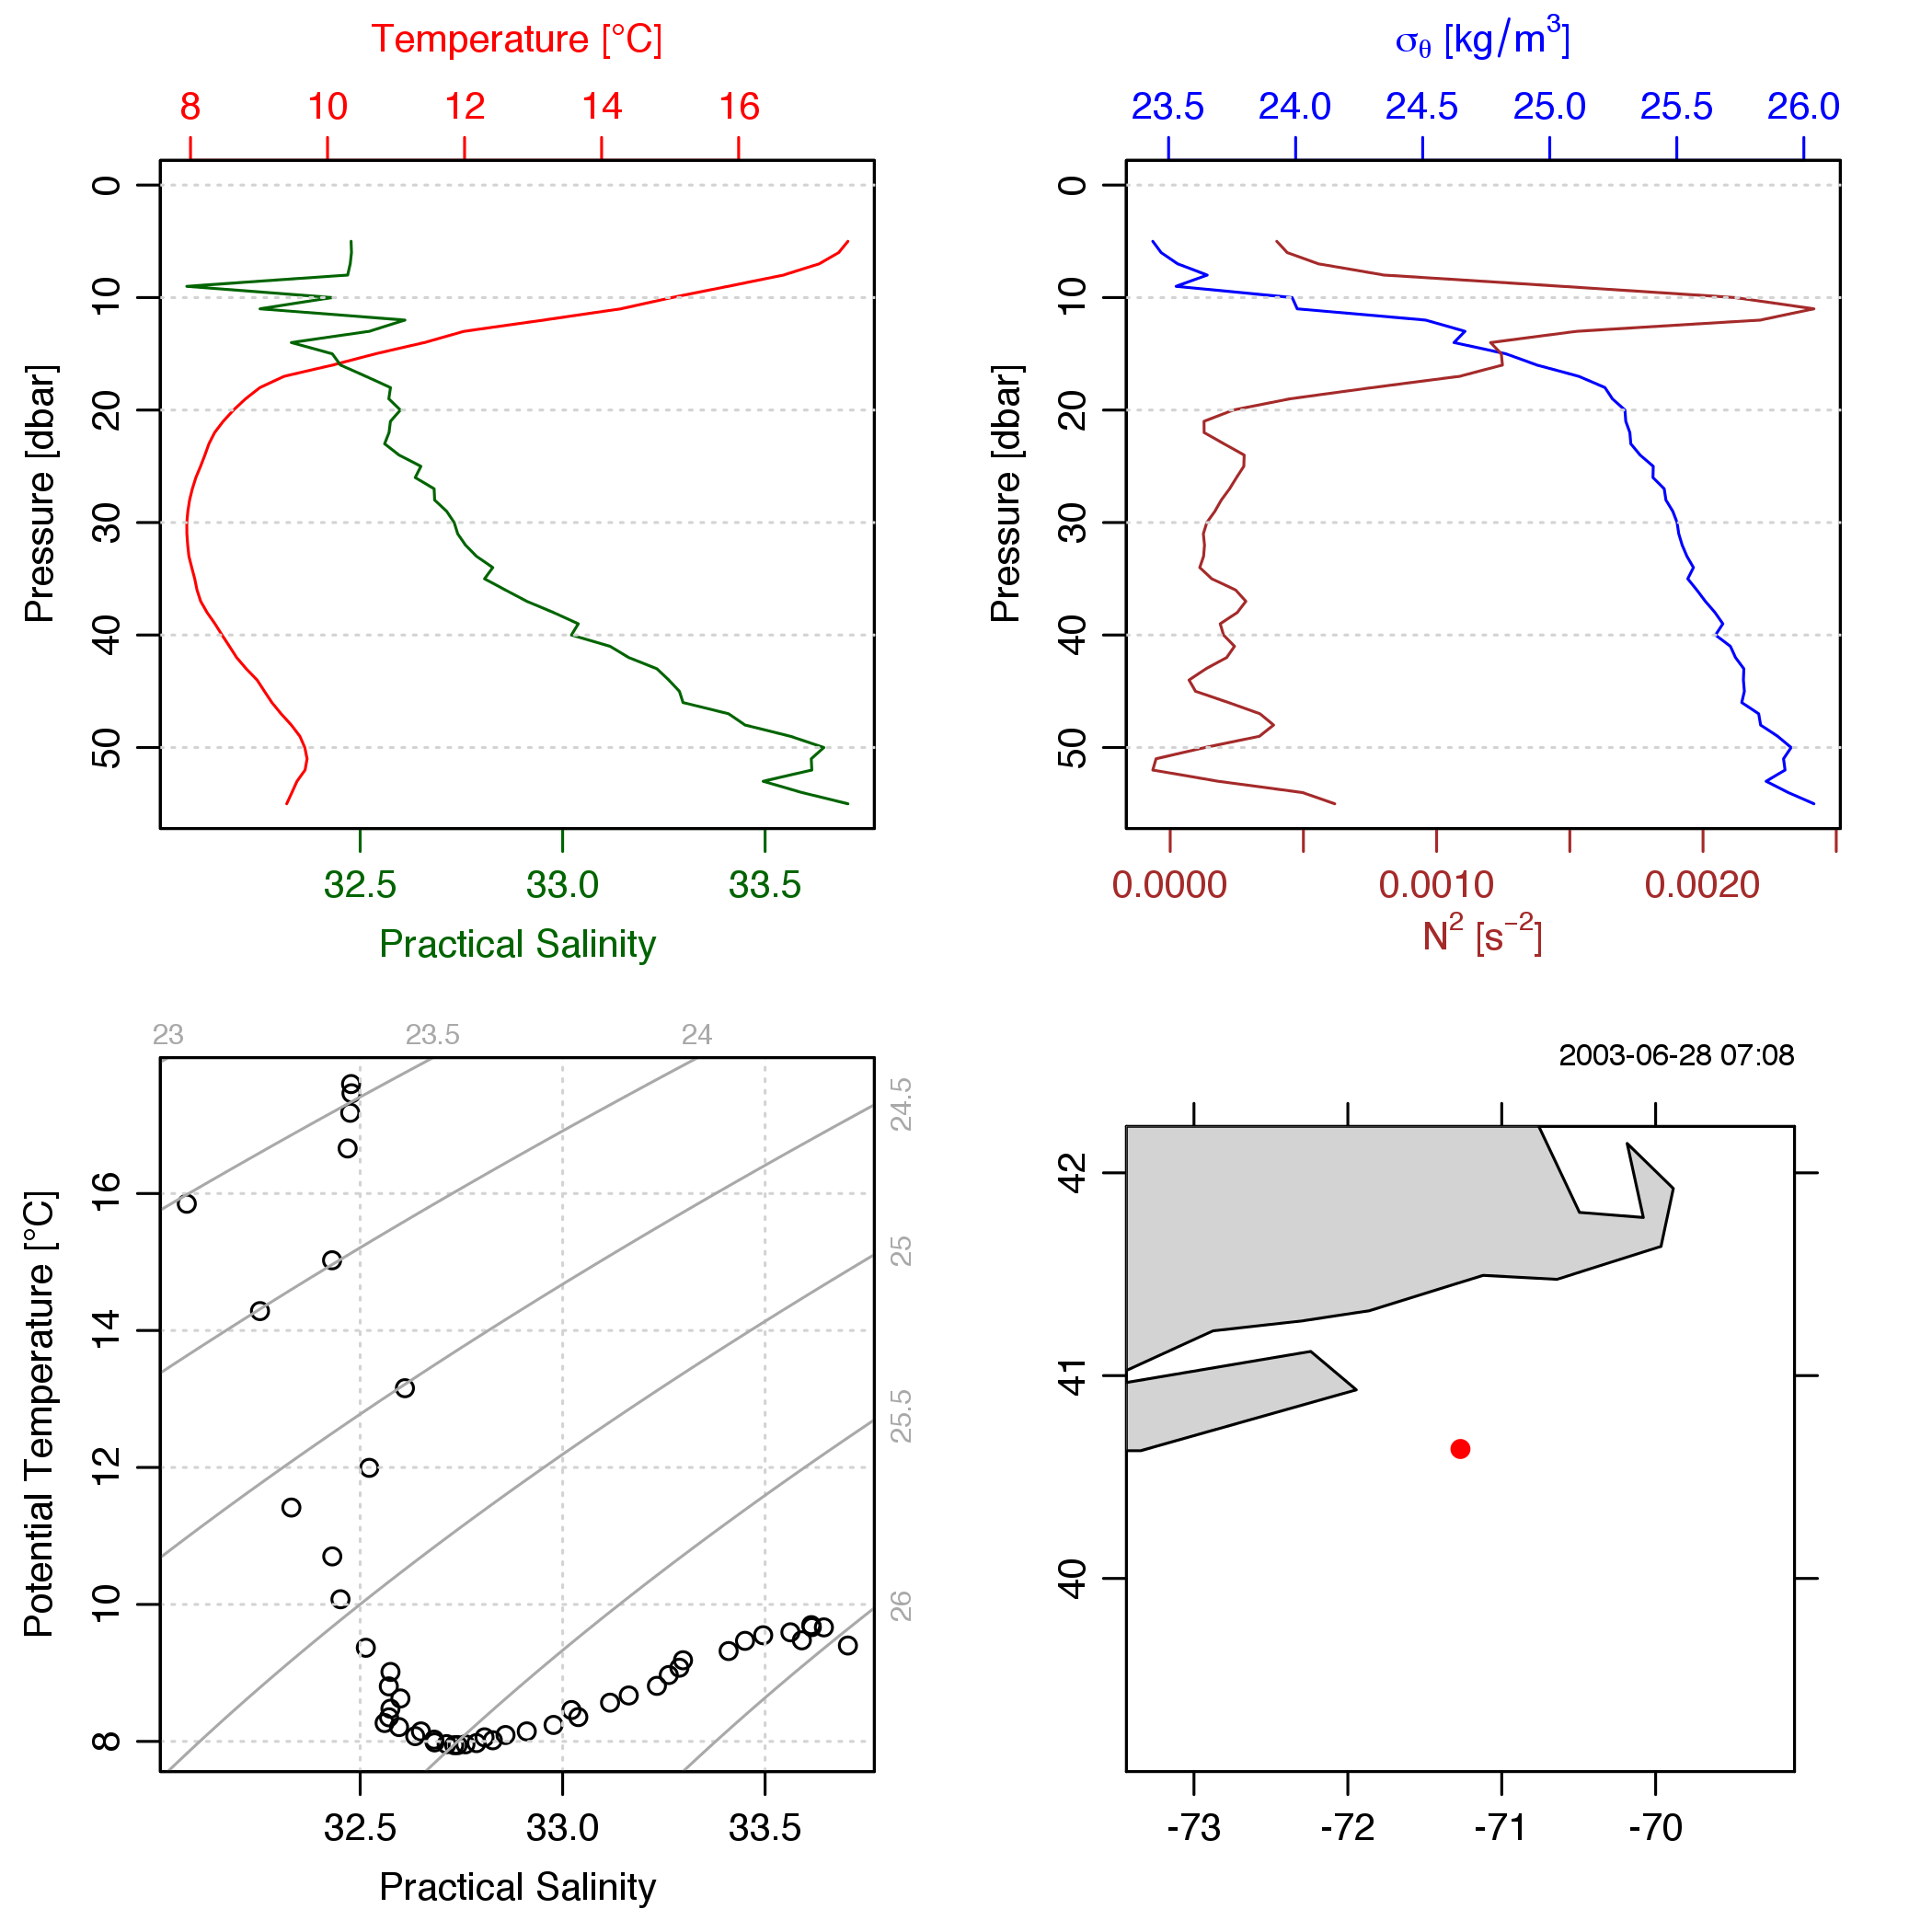 Temperature [°C]
8 10 12 14 16
0
10
20
30
40
50
Pressure [dbar]
32.5 33.0 33.5
Practical Salinity
σθ [kg/m³]
23.5 24.0 24.5 25.0 25.5 26.0
0
10
20
30
40
50
Pressure [dbar]
0.0000 0.0010 0.0020
N² [s⁻²]
23 23.5 24
24.5
25
25.5
26
16
14
12
10
8
Potential Temperature [°C]
32.5 33.0 33.5
Practical Salinity
2003-06-28 07:08
42
41
40
-73 -72 -71 -70